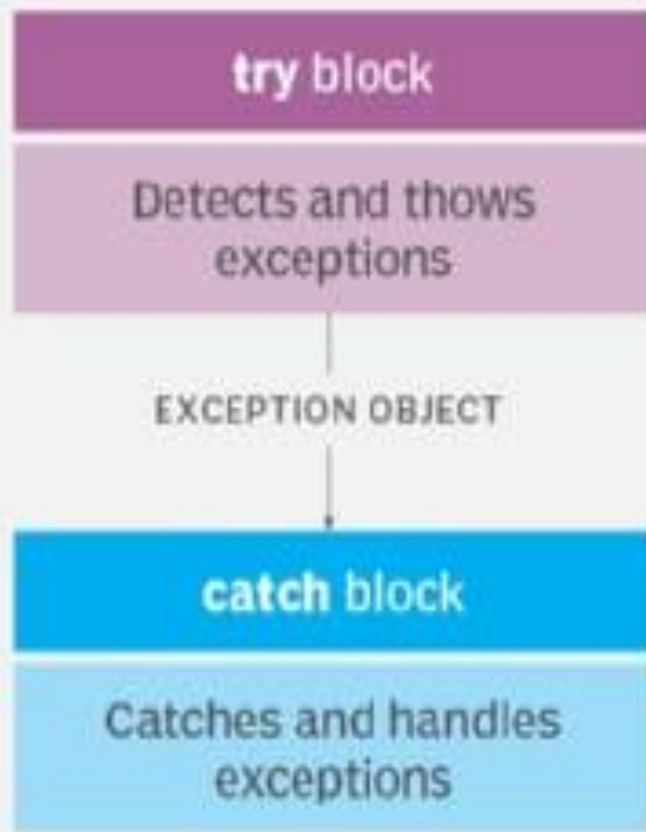 try block
Detects and thows
exceptions
EXCEPTION OBJECT
catch block
Catches and handles
exceptions